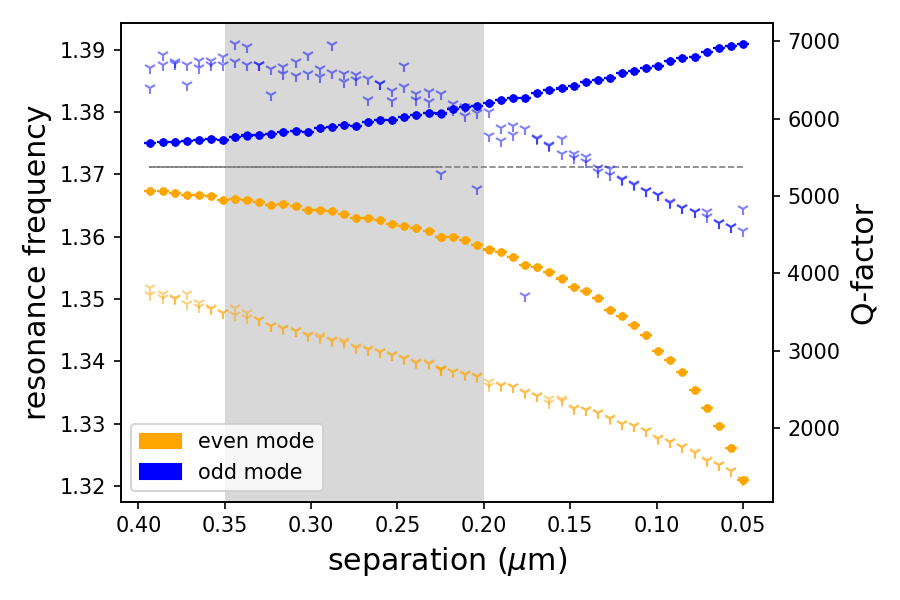 1.39
1.38
1.37
1.36
1.35
1.34
1.33
1.32
resonance frequency
7000
6000
5000
4000
3000
2000
Q-factor
even mode
odd mode
0.40 0.35 0.30 0.25 0.20 0.15 0.10 0.05
separation (μm)